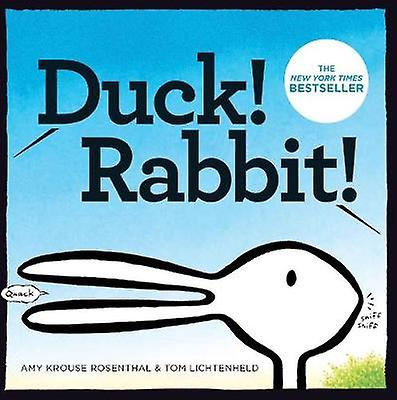 Duck!
Rabbit!
THE
NEW YORK TIMES
BESTSELLER
Quack
sniff
sniff
AMY KROUSE ROSENTHAL & TOM LICHTENHELD